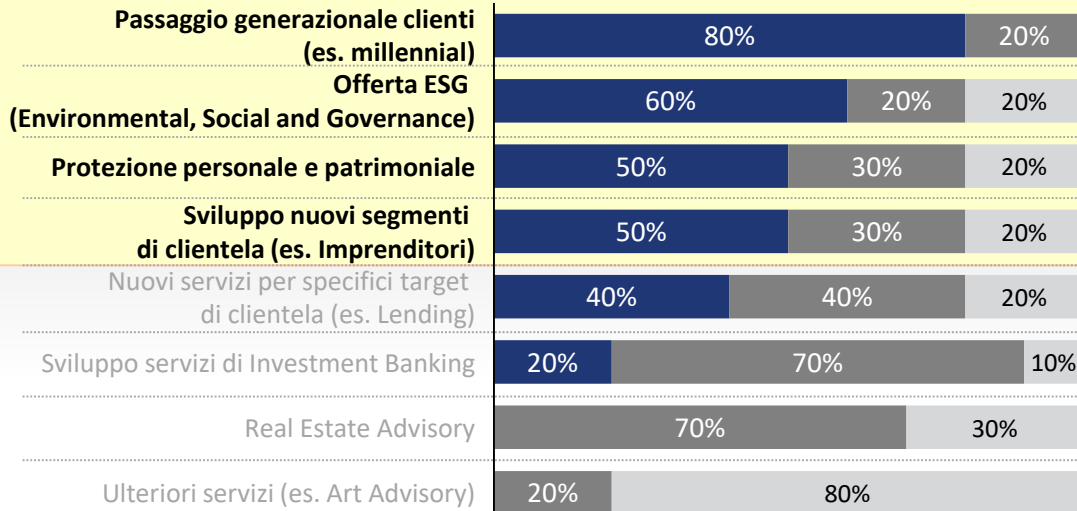 Passaggio generazionale clienti
(es. millennial)
80% 20%
Offerta ESG
(Environmental, Social and Governance)
60% 20% 20%
Protezione personale e patrimoniale
50% 30% 20%
Sviluppo nuovi segmenti
di clientela (es. Imprenditori)
50% 30% 20%
Nuovi servizi per specifici target
di clientela (es. Lending)
40% 40% 20%
Sviluppo servizi di Investment Banking
20% 70% 10%
Real Estate Advisory
70% 30%
Ulteriori servizi (es. Art Advisory)
20% 80%